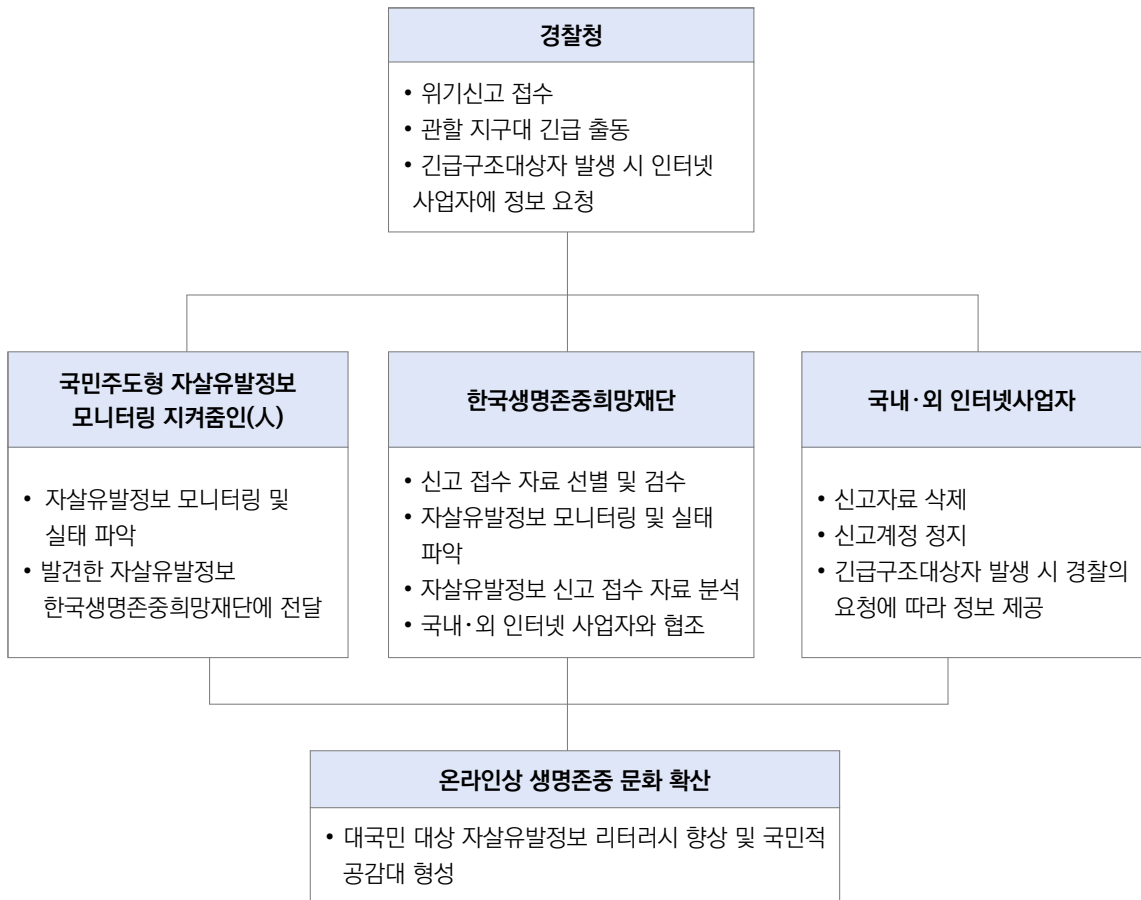 경찰청
• 위기신고 접수
• 관할 지구대 긴급 출동
• 긴급구조대상자 발생 시 인터넷
사업자에 정보 요청
국민주도형 자살유발정보
모니터링 지켜줌인(人)
• 자살유발정보 모니터링 및
실태 파악
• 발견한 자살유발정보
한국생명존중희망재단에 전달
한국생명존중희망재단
• 신고 접수 자료 선별 및 검수
• 자살유발정보 모니터링 및 실태
파악
• 자살유발정보 신고 접수 자료 분석
• 국내·외 인터넷 사업자와 협조
국내·외 인터넷사업자
• 신고자료 삭제
• 신고계정 정지
• 긴급구조대상자 발생 시 경찰의
요청에 따라 정보 제공
온라인상 생명존중 문화 확산
• 대국민 대상 자살유발정보 리터러시 향상 및 국민적
공감대 형성